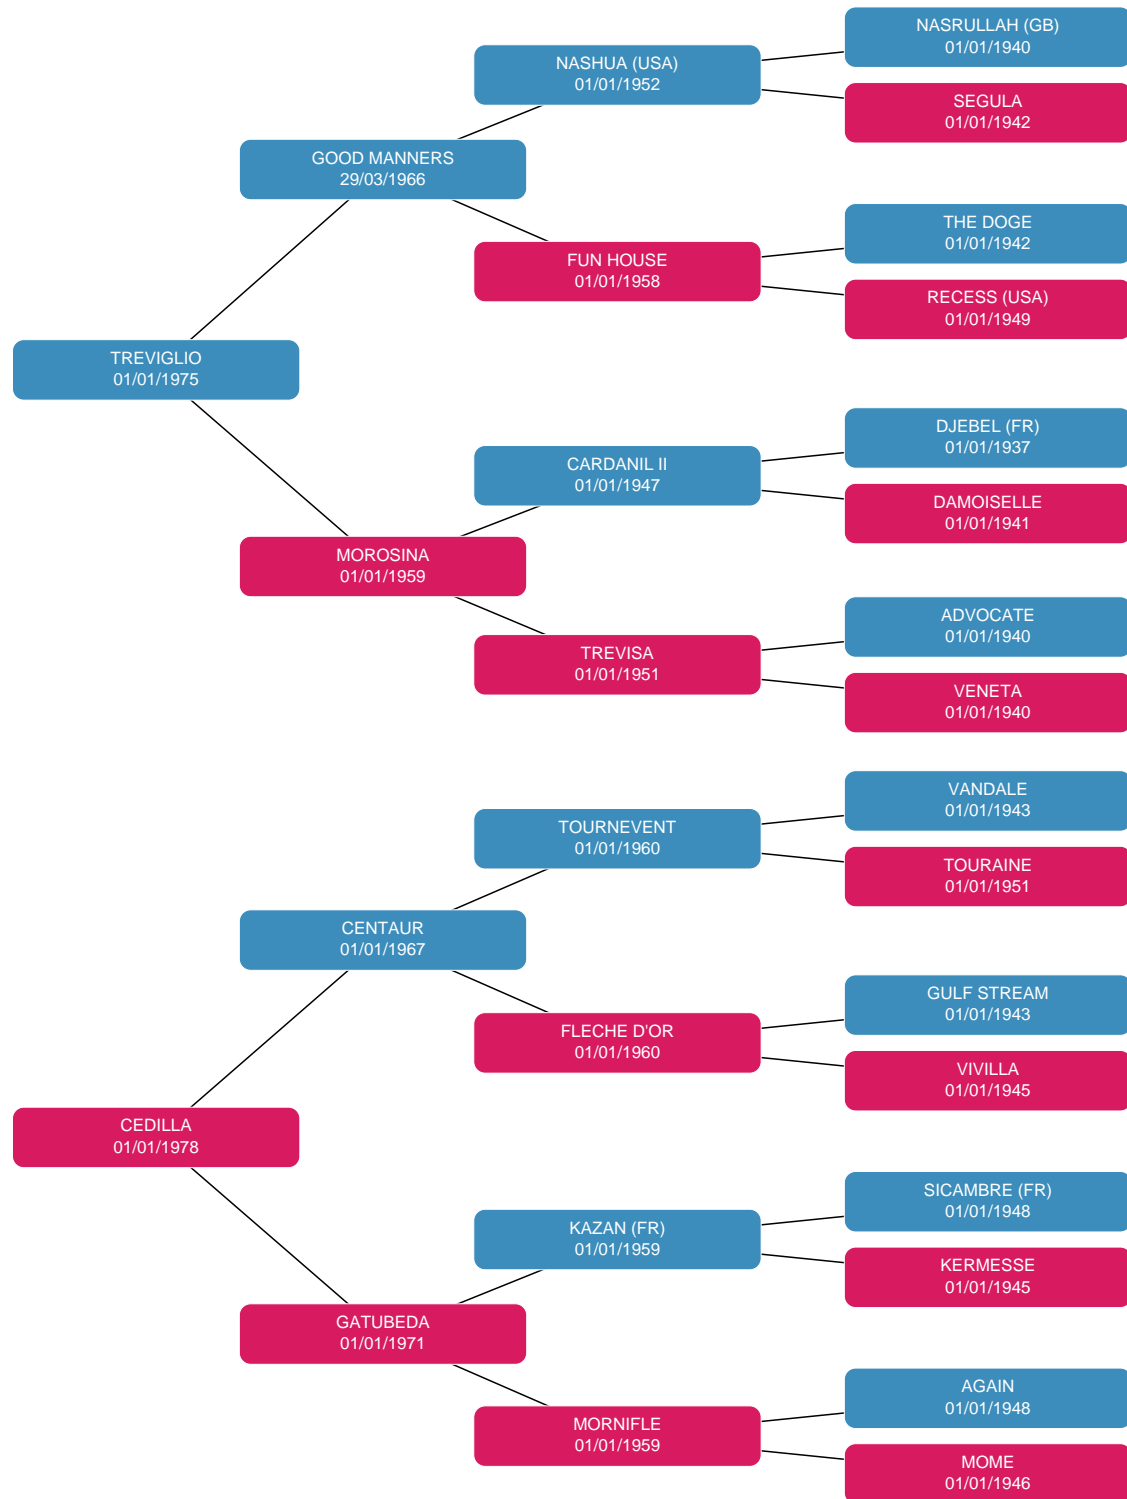 NASRULLAH (GB)
01/01/1940
NASHUA (USA)
01/01/1952
SEGULA
01/01/1942
GOOD MANNERS
29/03/1966
THE DOGE
01/01/1942
FUN HOUSE
01/01/1958
RECESS (USA)
01/01/1949
TREVIGLIO
01/01/1975
DJEBEL (FR)
01/01/1937
CARDANIL II
01/01/1947
DAMOISELLE
01/01/1941
MOROSINA
01/01/1959
ADVOCATE
01/01/1940
TREVISA
01/01/1951
VENETA
01/01/1940
VANDALE
01/01/1943
TOURNEVENT
01/01/1960
TOURAINE
01/01/1951
CENTAUR
01/01/1967
GULF STREAM
01/01/1943
FLECHE D'OR
01/01/1960
VIVILLA
01/01/1945
CEDILLA
01/01/1978
SICAMBRE (FR)
01/01/1948
KAZAN (FR)
01/01/1959
KERMESSE
01/01/1945
GATUBEDA
01/01/1971
AGAIN
01/01/1948
MORNIFLE
01/01/1959
MOME
01/01/1946